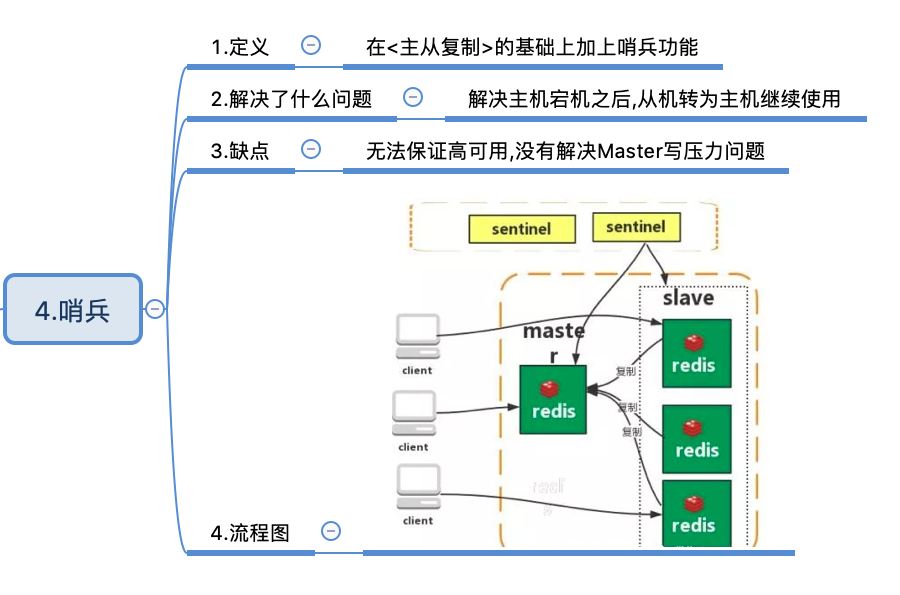 1.定义
在<主从复制>的基础上加上哨兵功能
2.解决了什么问题
解决主机宕机之后,从机转为主机继续使用
3.缺点
无法保证高可用,没有解决Master写压力问题
4.哨兵
sentinel
sentinel
slave
maste
r
client
client
client
redis
redis
redis
redis
复制
复制
复制
4.流程图